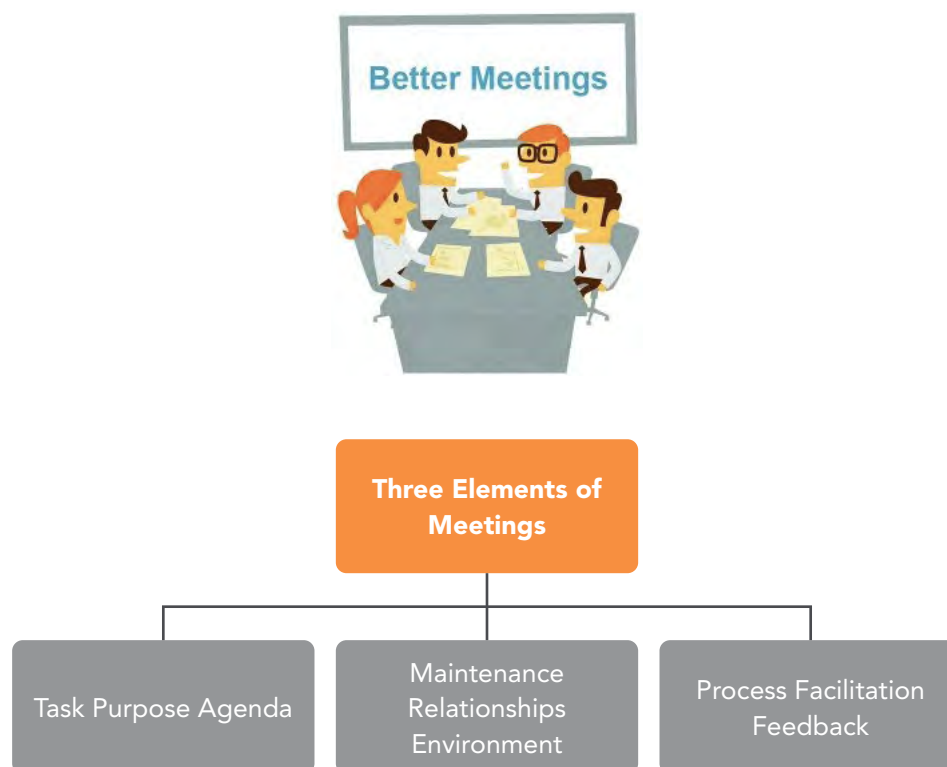 Better Meetings
Three Elements of
Meetings
Task Purpose Agenda
Maintenance
Relationships
Environment
Process Facilitation
Feedback